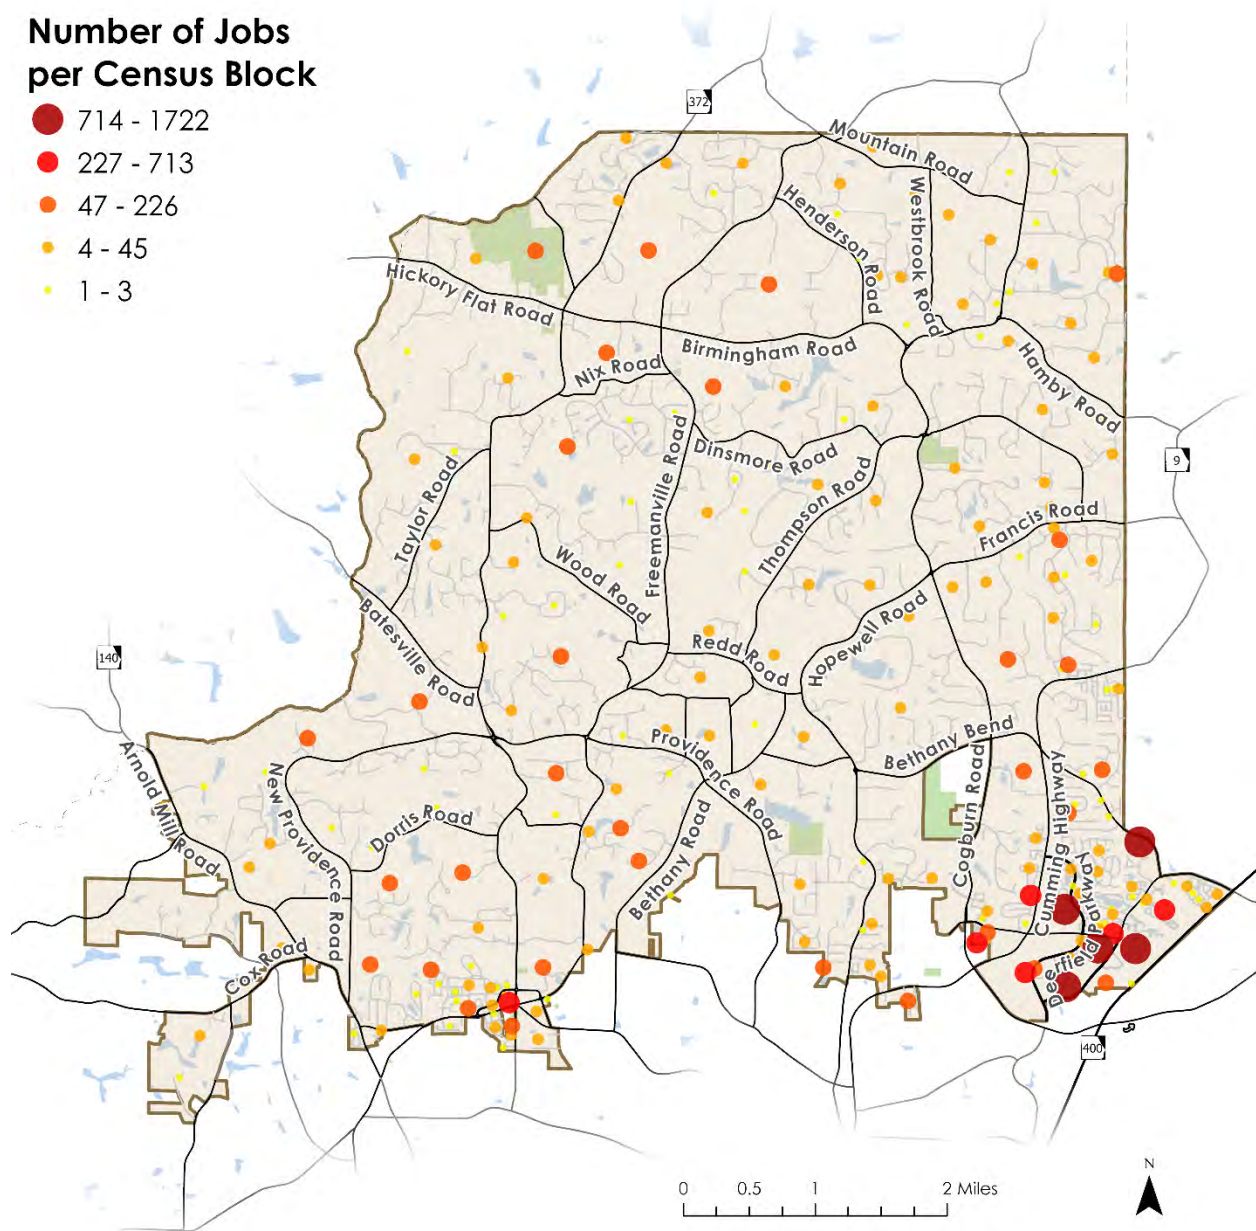 Number of Jobs
per Census Block
714 - 1722
227 - 713
47 - 226
4 - 45
1 - 3
372
Mountain Road
Henderson Road
Westbrook Road
Hickory Flat Road
Birmingham Road
Nix Road
Hamby Road
Dinsmore Road
9
Taylor Road
Freemanville Road
Thompson Road
Francis Road
Wood Road
Batesville Road
Hopewell Road
Redd Road
140
Bethany Bend
Providence Road
Arnold Mill Road
New Providence Road
Dorris Road
Bethany Road
Cogburn Road
Cumming Highway
Deerfield Parkway
Cox Road
400
0 0.5 1 2 Miles
N